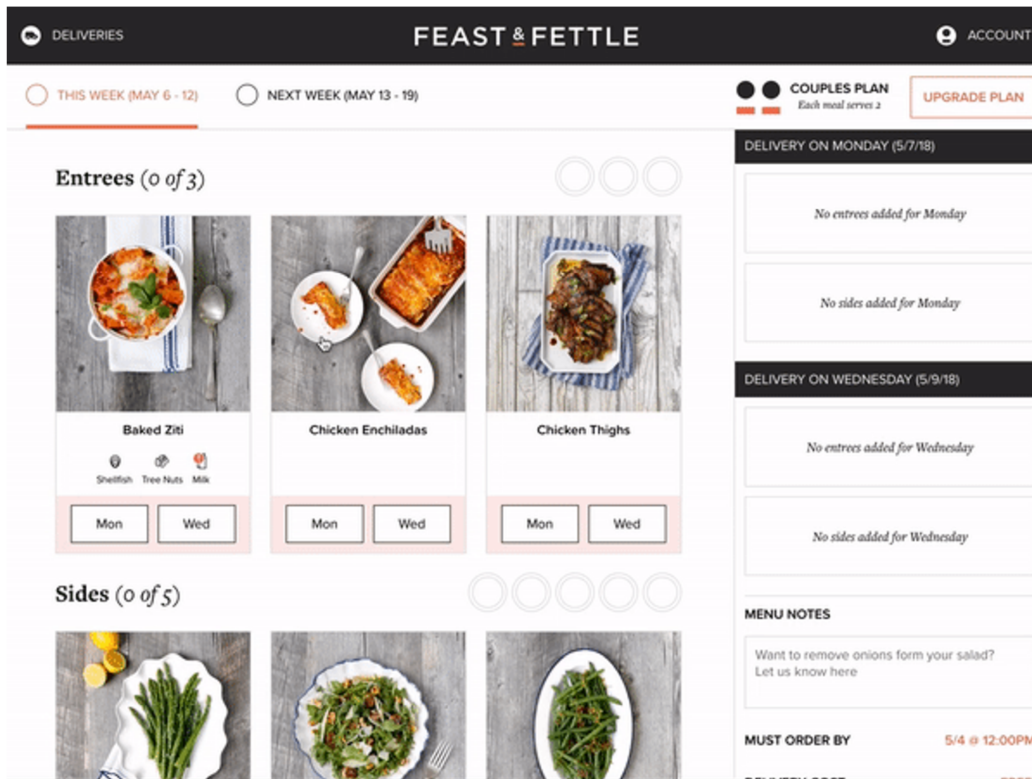 DELIVERIES
FEAST & FETTLE
ACCOUNT
THIS WEEK (MAY 6 - 12)
NEXT WEEK (MAY 13 - 19)
COUPLES PLAN
Each meal serves 2
UPGRADE PLAN
Entrees (0 of 3)
Baked Ziti
Shellfish Tree Nuts Milk
Mon Wed
Chicken Enchiladas
Mon Wed
Chicken Thighs
Mon Wed
Sides (0 of 5)
DELIVERY ON MONDAY (5/7/18)
No entrees added for Monday
No sides added for Monday
DELIVERY ON WEDNESDAY (5/9/18)
No entrees added for Wednesday
No sides added for Wednesday
MENU NOTES
Want to remove onions form your salad?
Let us know here
MUST ORDER BY 5/4 @ 12:00PM